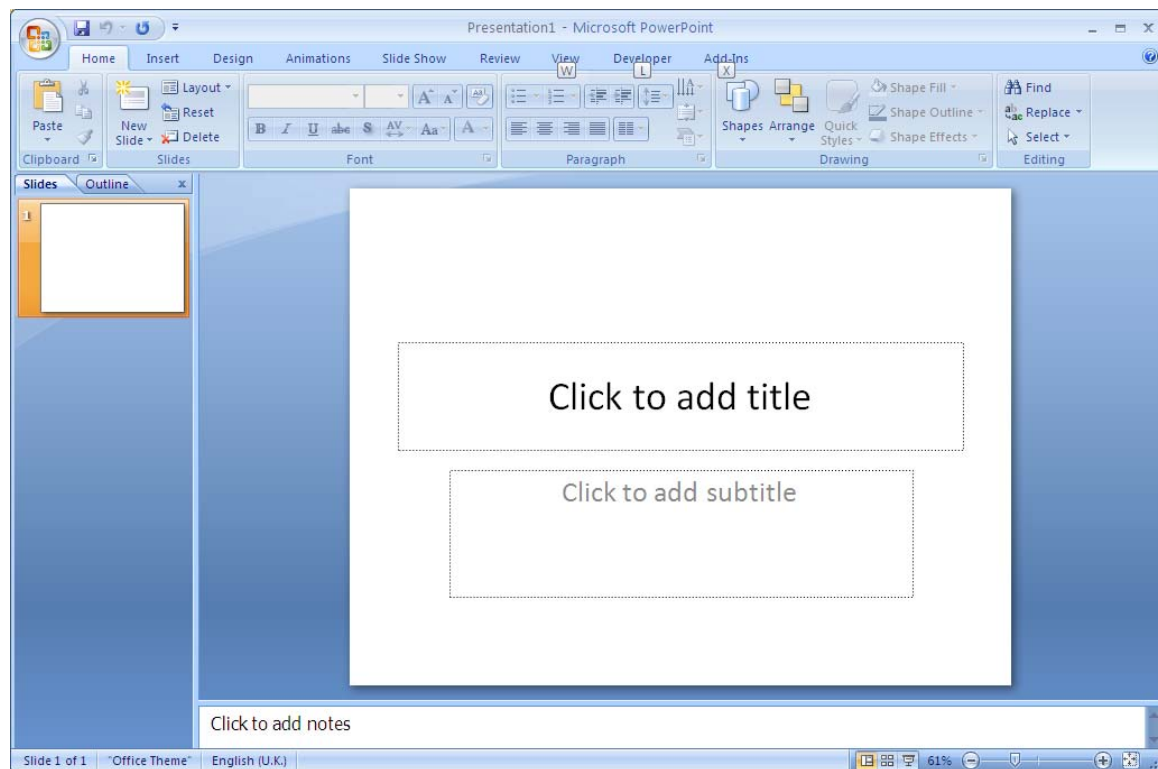 Presentation1 - Microsoft PowerPoint
Home Insert Design Animations Slide Show Review View Developer Add-Ins
W L X
Paste
New Slide
Layout
Reset
Delete
B I U abc S AV Aa A
A A
Shapes Arrange Quick Styles
Shape Fill
Shape Outline
Shape Effects
Find
Replace
Select
Clipboard Slides Font Paragraph Drawing Editing
Slides Outline x
1
Click to add title
Click to add subtitle
Click to add notes
Slide 1 of 1 "Office Theme" English (U.K.) 61%